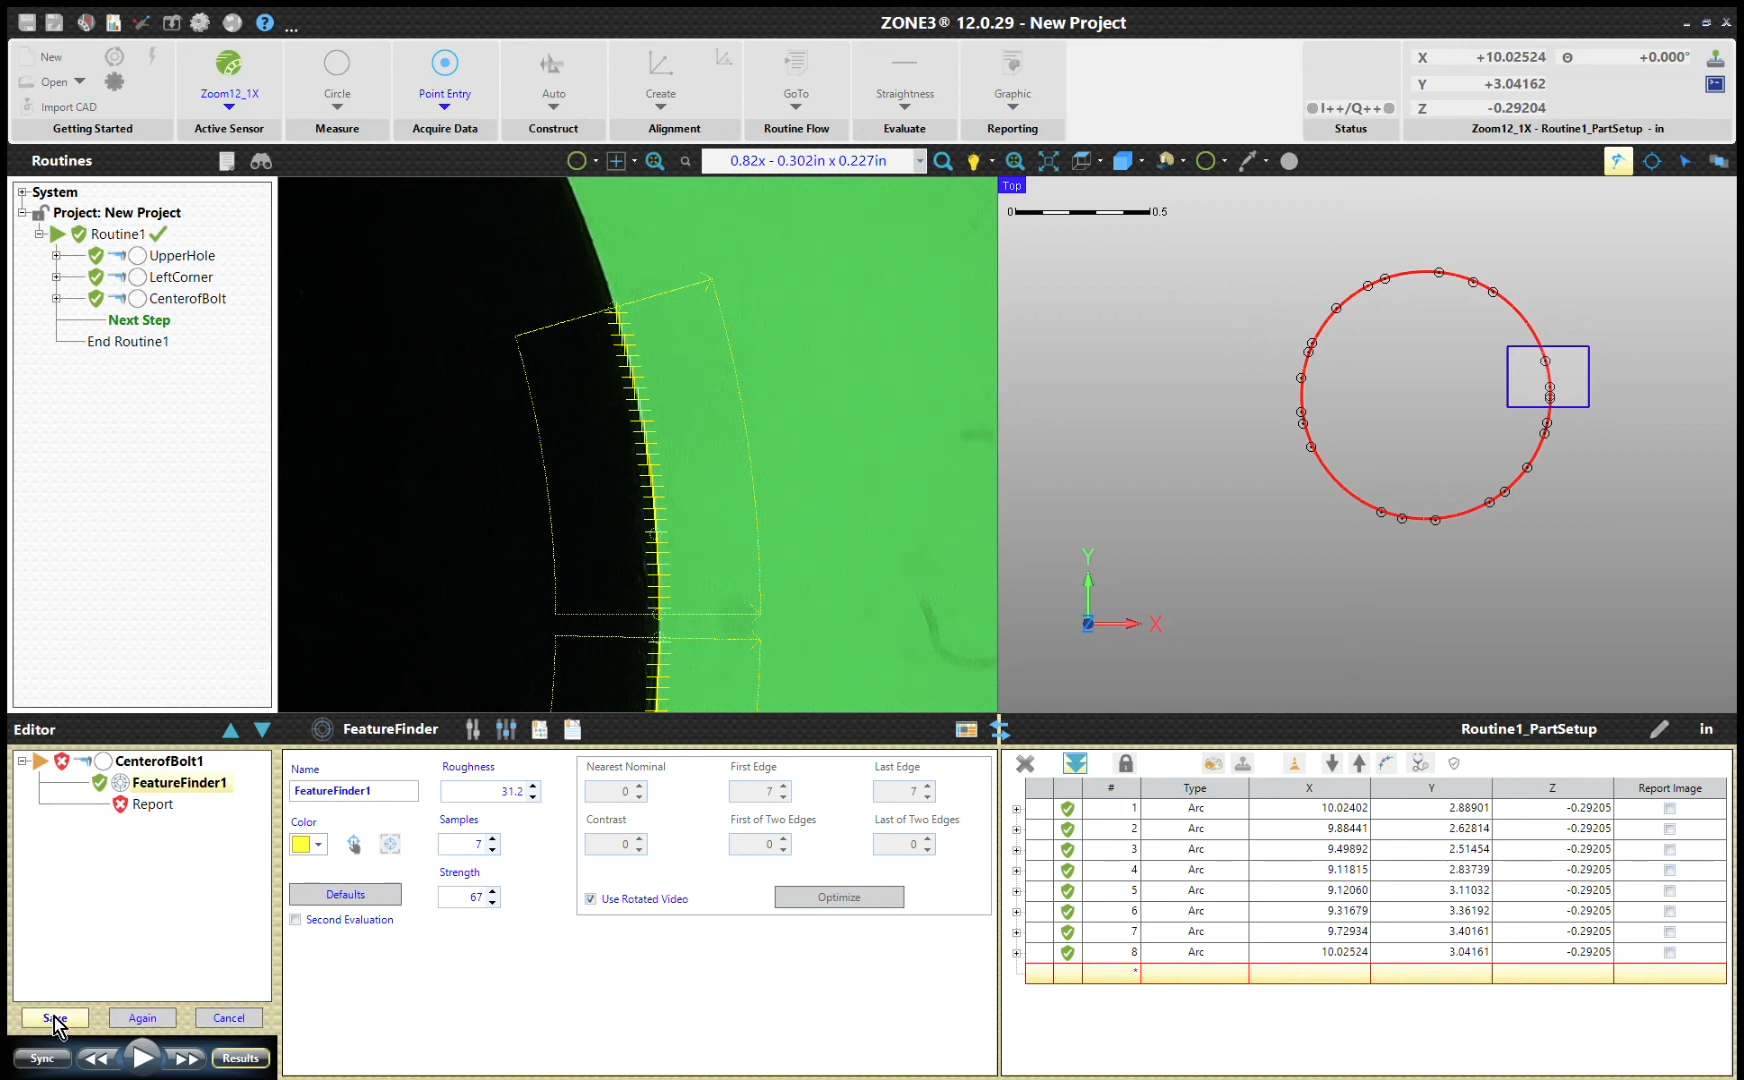 ZONE3® 12.0.29 - New Project
New
Open
Import CAD
Getting Started
Zoom12_1X
Active Sensor
Circle
Measure
Point Entry
Acquire Data
Auto
Construct
Create
Alignment
GoTo
Routine Flow
Straightness
Evaluate
Graphic
Reporting
I++/Q++
Status
X +10.02524 Θ +0.000°
Y +3.04162
Z -0.29204
Zoom12_1X - Routine1_PartSetup - in
Routines
0.82x - 0.302in x 0.227in
System
Project: New Project
Routine1
UpperHole
LeftCorner
CenterofBolt
Next Step
End Routine1
Top
0 0.5
Y
Z X
Editor
FeatureFinder
Routine1_PartSetup in
CenterofBolt1
FeatureFinder1
Report
Again Cancel
Sync Results
Name
FeatureFinder1
Color
Defaults
Second Evaluation
Roughness
31.2
Samples
7
Strength
67
Nearest Nominal First Edge Last Edge
0 7 7
Contrast First of Two Edges Last of Two Edges
0 0 0
Use Rotated Video Optimize
# Type X Y Z Report Image
1 Arc 10.02402 2.88901 -0.29205
2 Arc 9.88441 2.62814 -0.29205
3 Arc 9.49892 2.51454 -0.29205
4 Arc 9.11815 2.83739 -0.29205
5 Arc 9.12060 3.11032 -0.29205
6 Arc 9.31679 3.36192 -0.29205
7 Arc 9.72934 3.40161 -0.29205
8 Arc 10.02524 3.04161 -0.29205
*